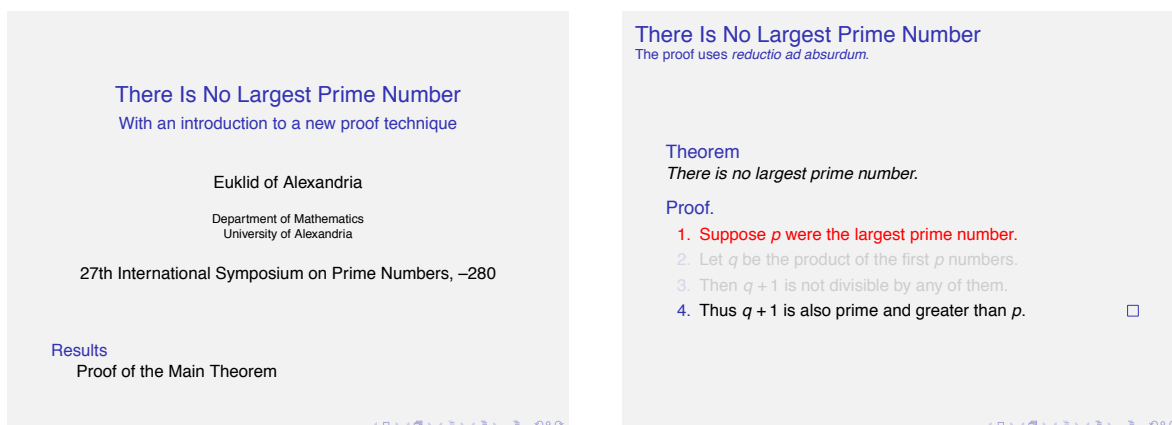 There Is No Largest Prime Number
With an introduction to a new proof technique
Euklid of Alexandria
Department of Mathematics
University of Alexandria
27th International Symposium on Prime Numbers, –280
Results
Proof of the Main Theorem
There Is No Largest Prime Number
The proof uses reductio ad absurdum.
Theorem
There is no largest prime number.
Proof.
1. Suppose p were the largest prime number.
2. Let q be the product of the first p numbers.
3. Then q + 1 is not divisible by any of them.
4. Thus q + 1 is also prime and greater than p.